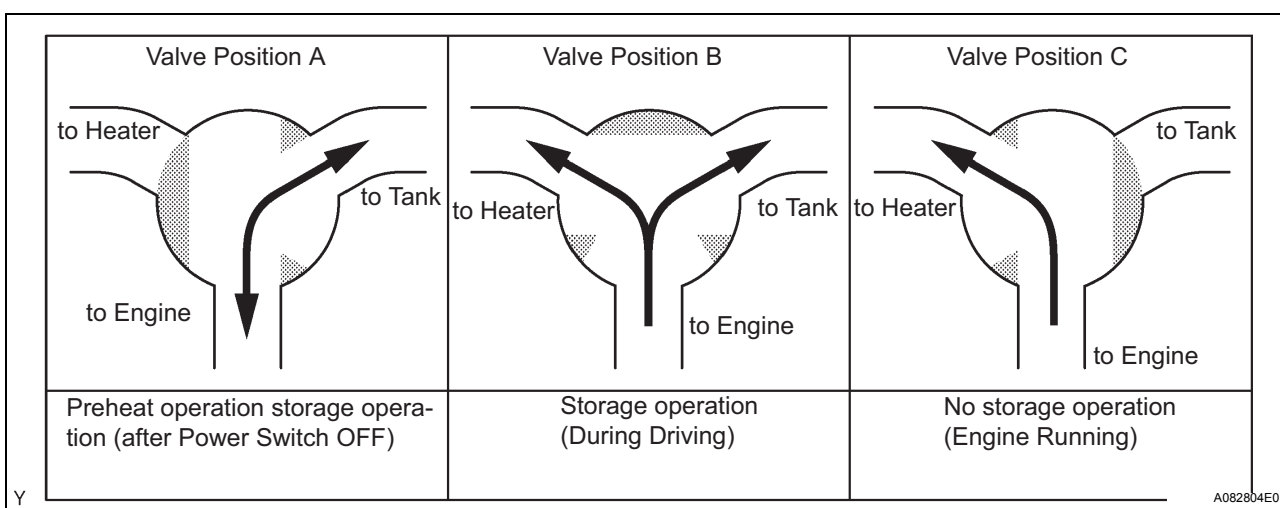 Valve Position A
Valve Position B
Valve Position C
to Heater
to Tank
to Engine
to Heater
to Tank
to Engine
to Tank
to Heater
to Engine
Preheat operation storage opera-
tion (after Power Switch OFF)
Storage operation
(During Driving)
No storage operation
(Engine Running)
Y
A082804E0